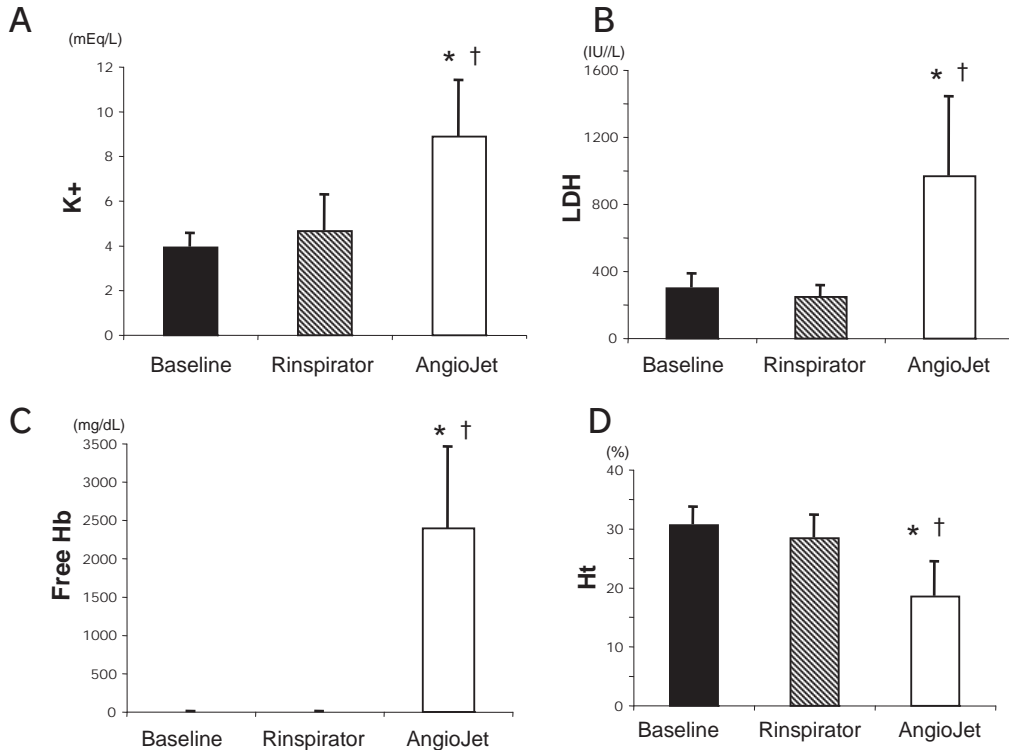 A
(mEq/L)
K+
12
10
8
6
4
2
0
* †
Baseline Rinspirator AngioJet
B
(IU//L)
LDH
1600
1200
800
400
0
* †
Baseline Rinspirator AngioJet
C
(mg/dL)
Free Hb
3500
3000
2500
2000
1500
1000
500
0
* †
Baseline Rinspirator AngioJet
D
(%)
Ht
40
30
20
10
0
* †
Baseline Rinspirator AngioJet